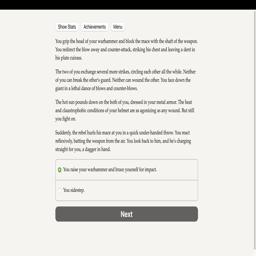 Show Stats Achievements Menu
You grip the head of your warhammer and block the mace with the shaft of the weapon.
You redirect the blow away and counter-attack, striking his chest and leaving a dent in
his plate cuirass.
The two of you exchange several more strikes, circling each other all the while. Neither
of you can break the other's guard. Neither can wound the other. You face down the
giant in a lethal dance of blows and counter-blows.
The hot sun pounds down on the both of you, dressed in your metal armor. The heat
and claustrophobic conditions of your helmet are as agonizing as any wound. But still
you fight on.
Suddenly, the rebel hurls his mace at you in a quick under-handed throw. You react
reflexively, batting the weapon from the air. You look back to him, and he's charging
straight for you, a dagger in hand.
You raise your warhammer and brace yourself for impact.
You sidestep.
Next